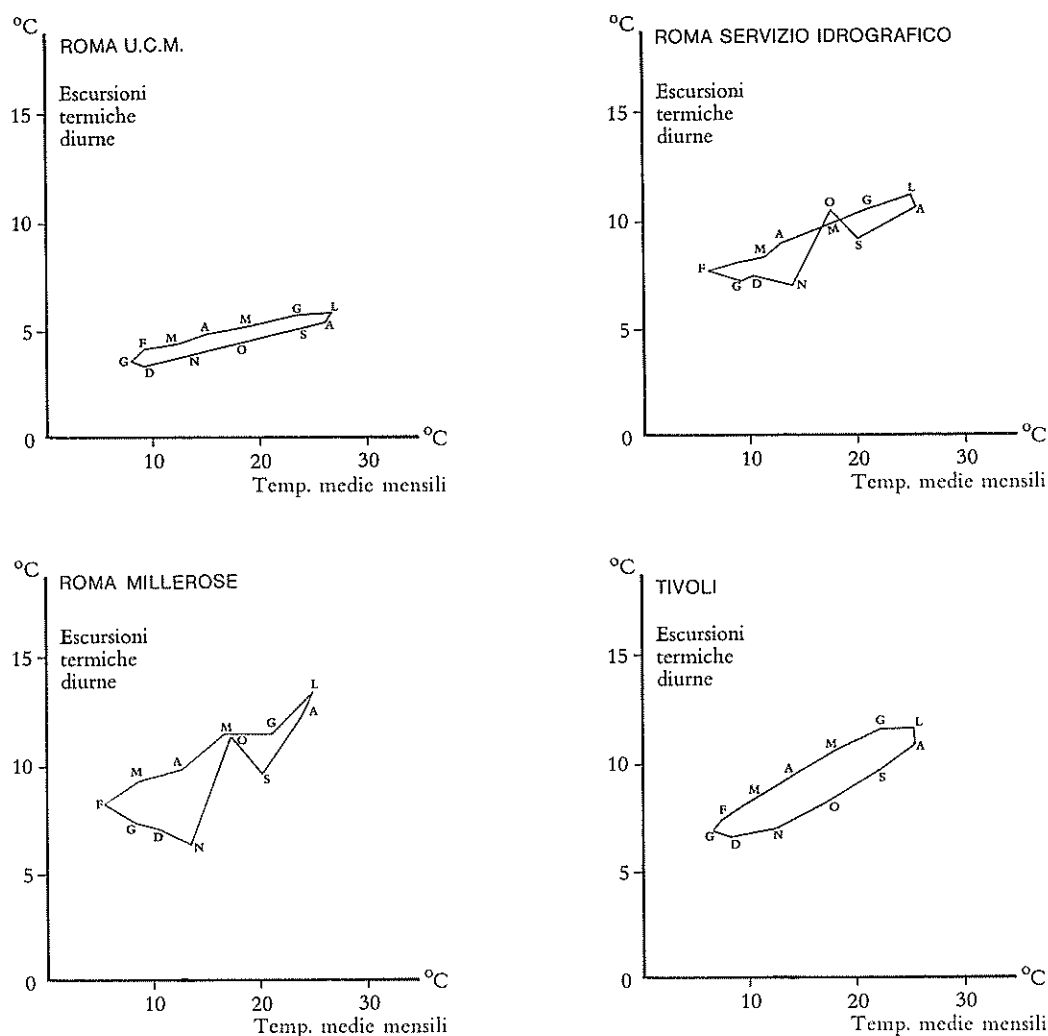 °C
ROMA U.C.M.
Escursioni
termiche
diurne
15
10
5
0
F
M
A
M
G
L
G
D
N
O
S
A
°C
10
20
30
Temp. medie mensili
°C
ROMA SERVIZIO IDROGRAFICO
Escursioni
termiche
diurne
15
10
5
0
O
G
L
A
M
S
A
M
F
G
D
N
°C
10
20
30
Temp. medie mensili
°C
ROMA MILLEROSE
Escursioni
termiche
diurne
15
10
5
0
L
A
G
M
O
S
A
M
F
G
D
N
°C
10
20
30
Temp. medie mensili
°C
TIVOLI
Escursioni
termiche
diurne
15
10
5
0
G
L
A
M
S
A
M
O
F
G
D
N
°C
10
20
30
Temp. medie mensili